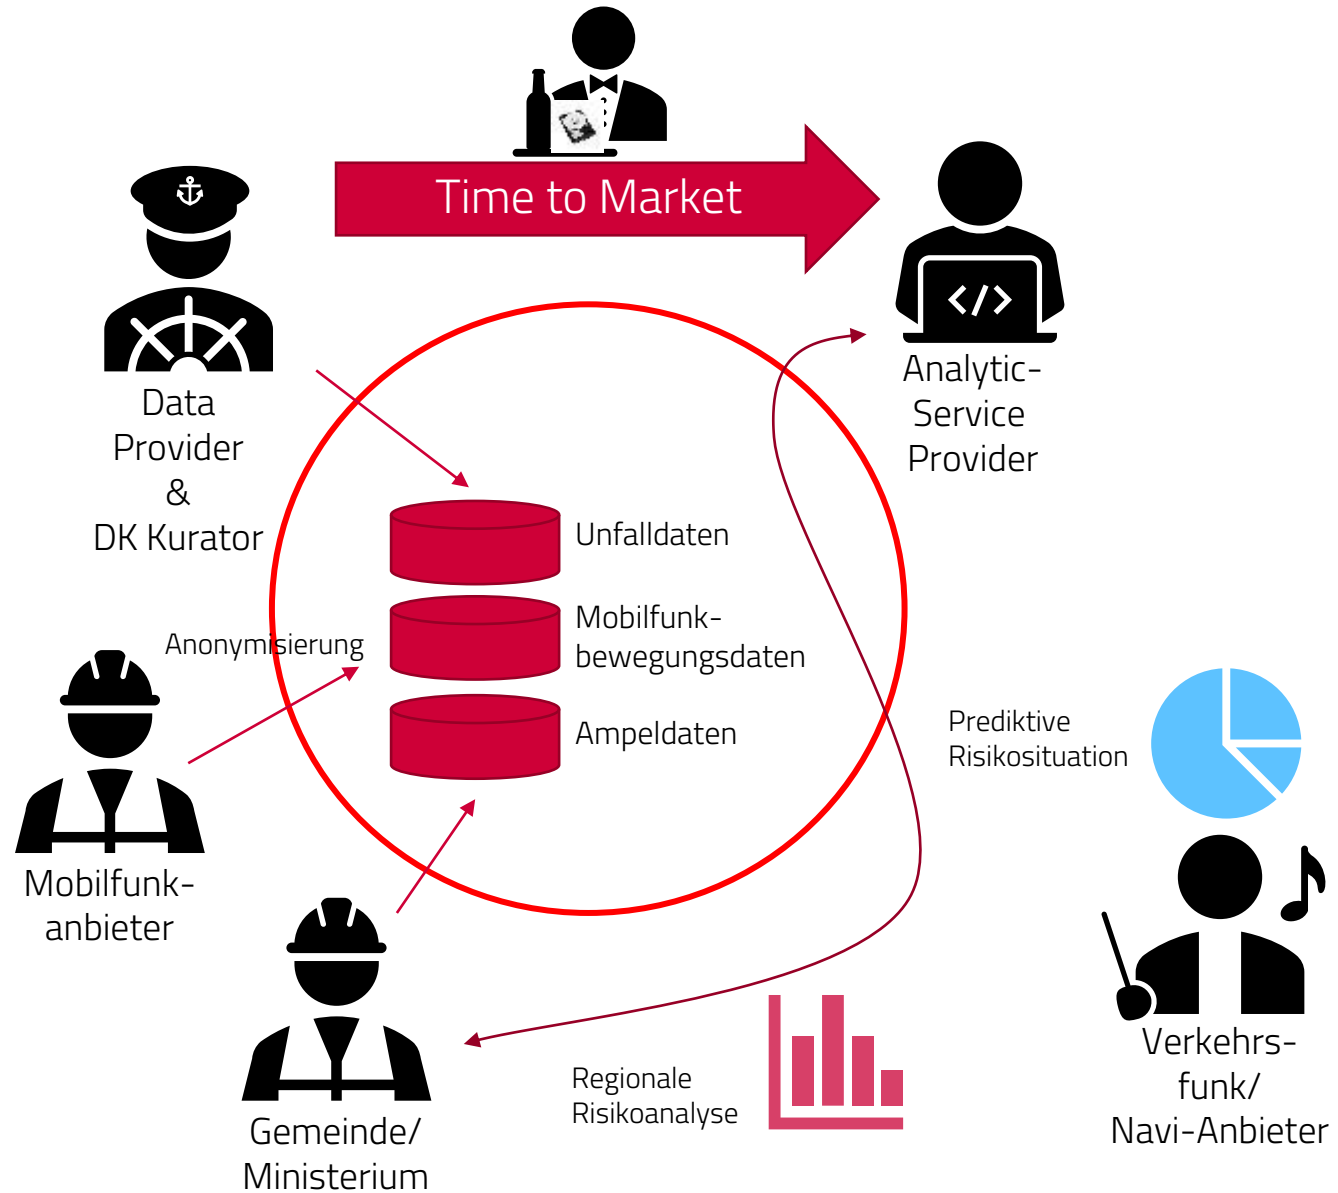 Time to Market
</>
Analytic-
Service
Provider
Data
Provider
&
DK Kurator
Unfalldaten
Mobilfunk-
bewegungsdaten
Ampeldaten
Anonymisierung
Mobilfunk-
anbieter
Prediktive
Risikosituation
Verkehrs-
funk/
Navi-Anbieter
Regionale
Risikoanalyse
Gemeinde/
Ministerium